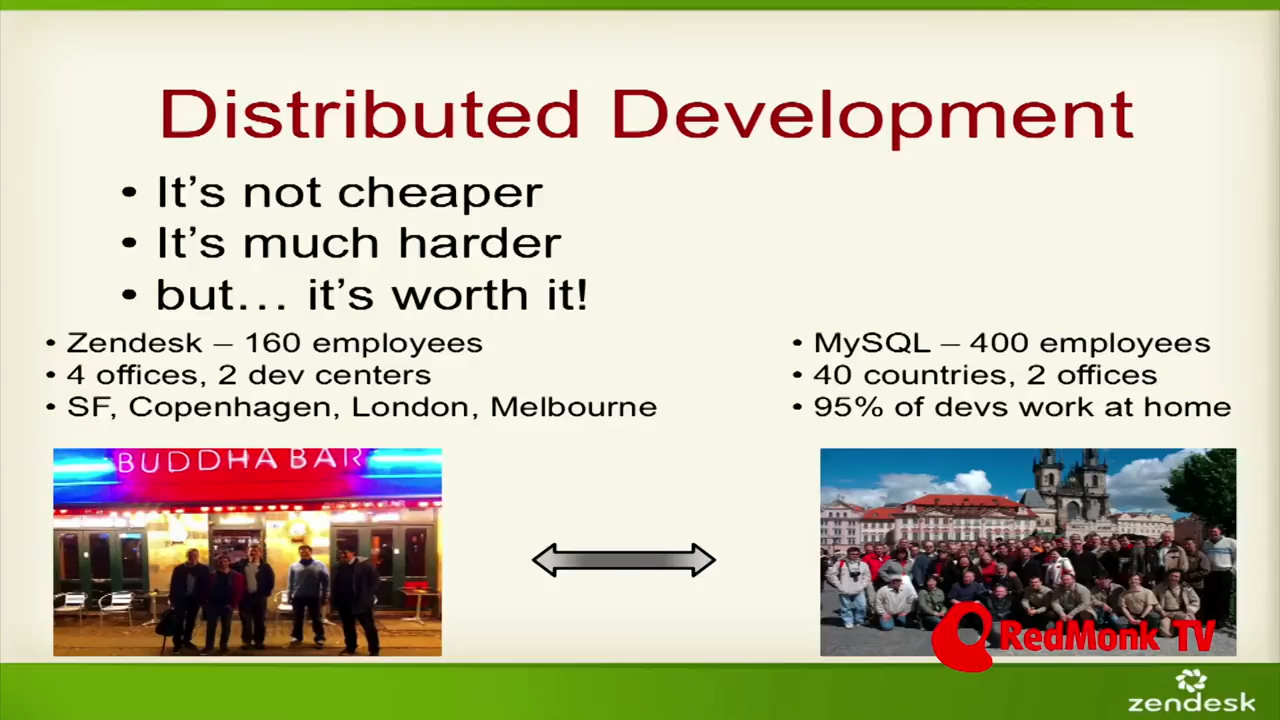 Distributed Development
• It’s not cheaper
• It’s much harder
• but… it’s worth it!
• Zendesk – 160 employees
• 4 offices, 2 dev centers
• SF, Copenhagen, London, Melbourne
• MySQL – 400 employees
• 40 countries, 2 offices
• 95% of devs work at home
BUDDHA BAR
RedMonk TV
zendesk